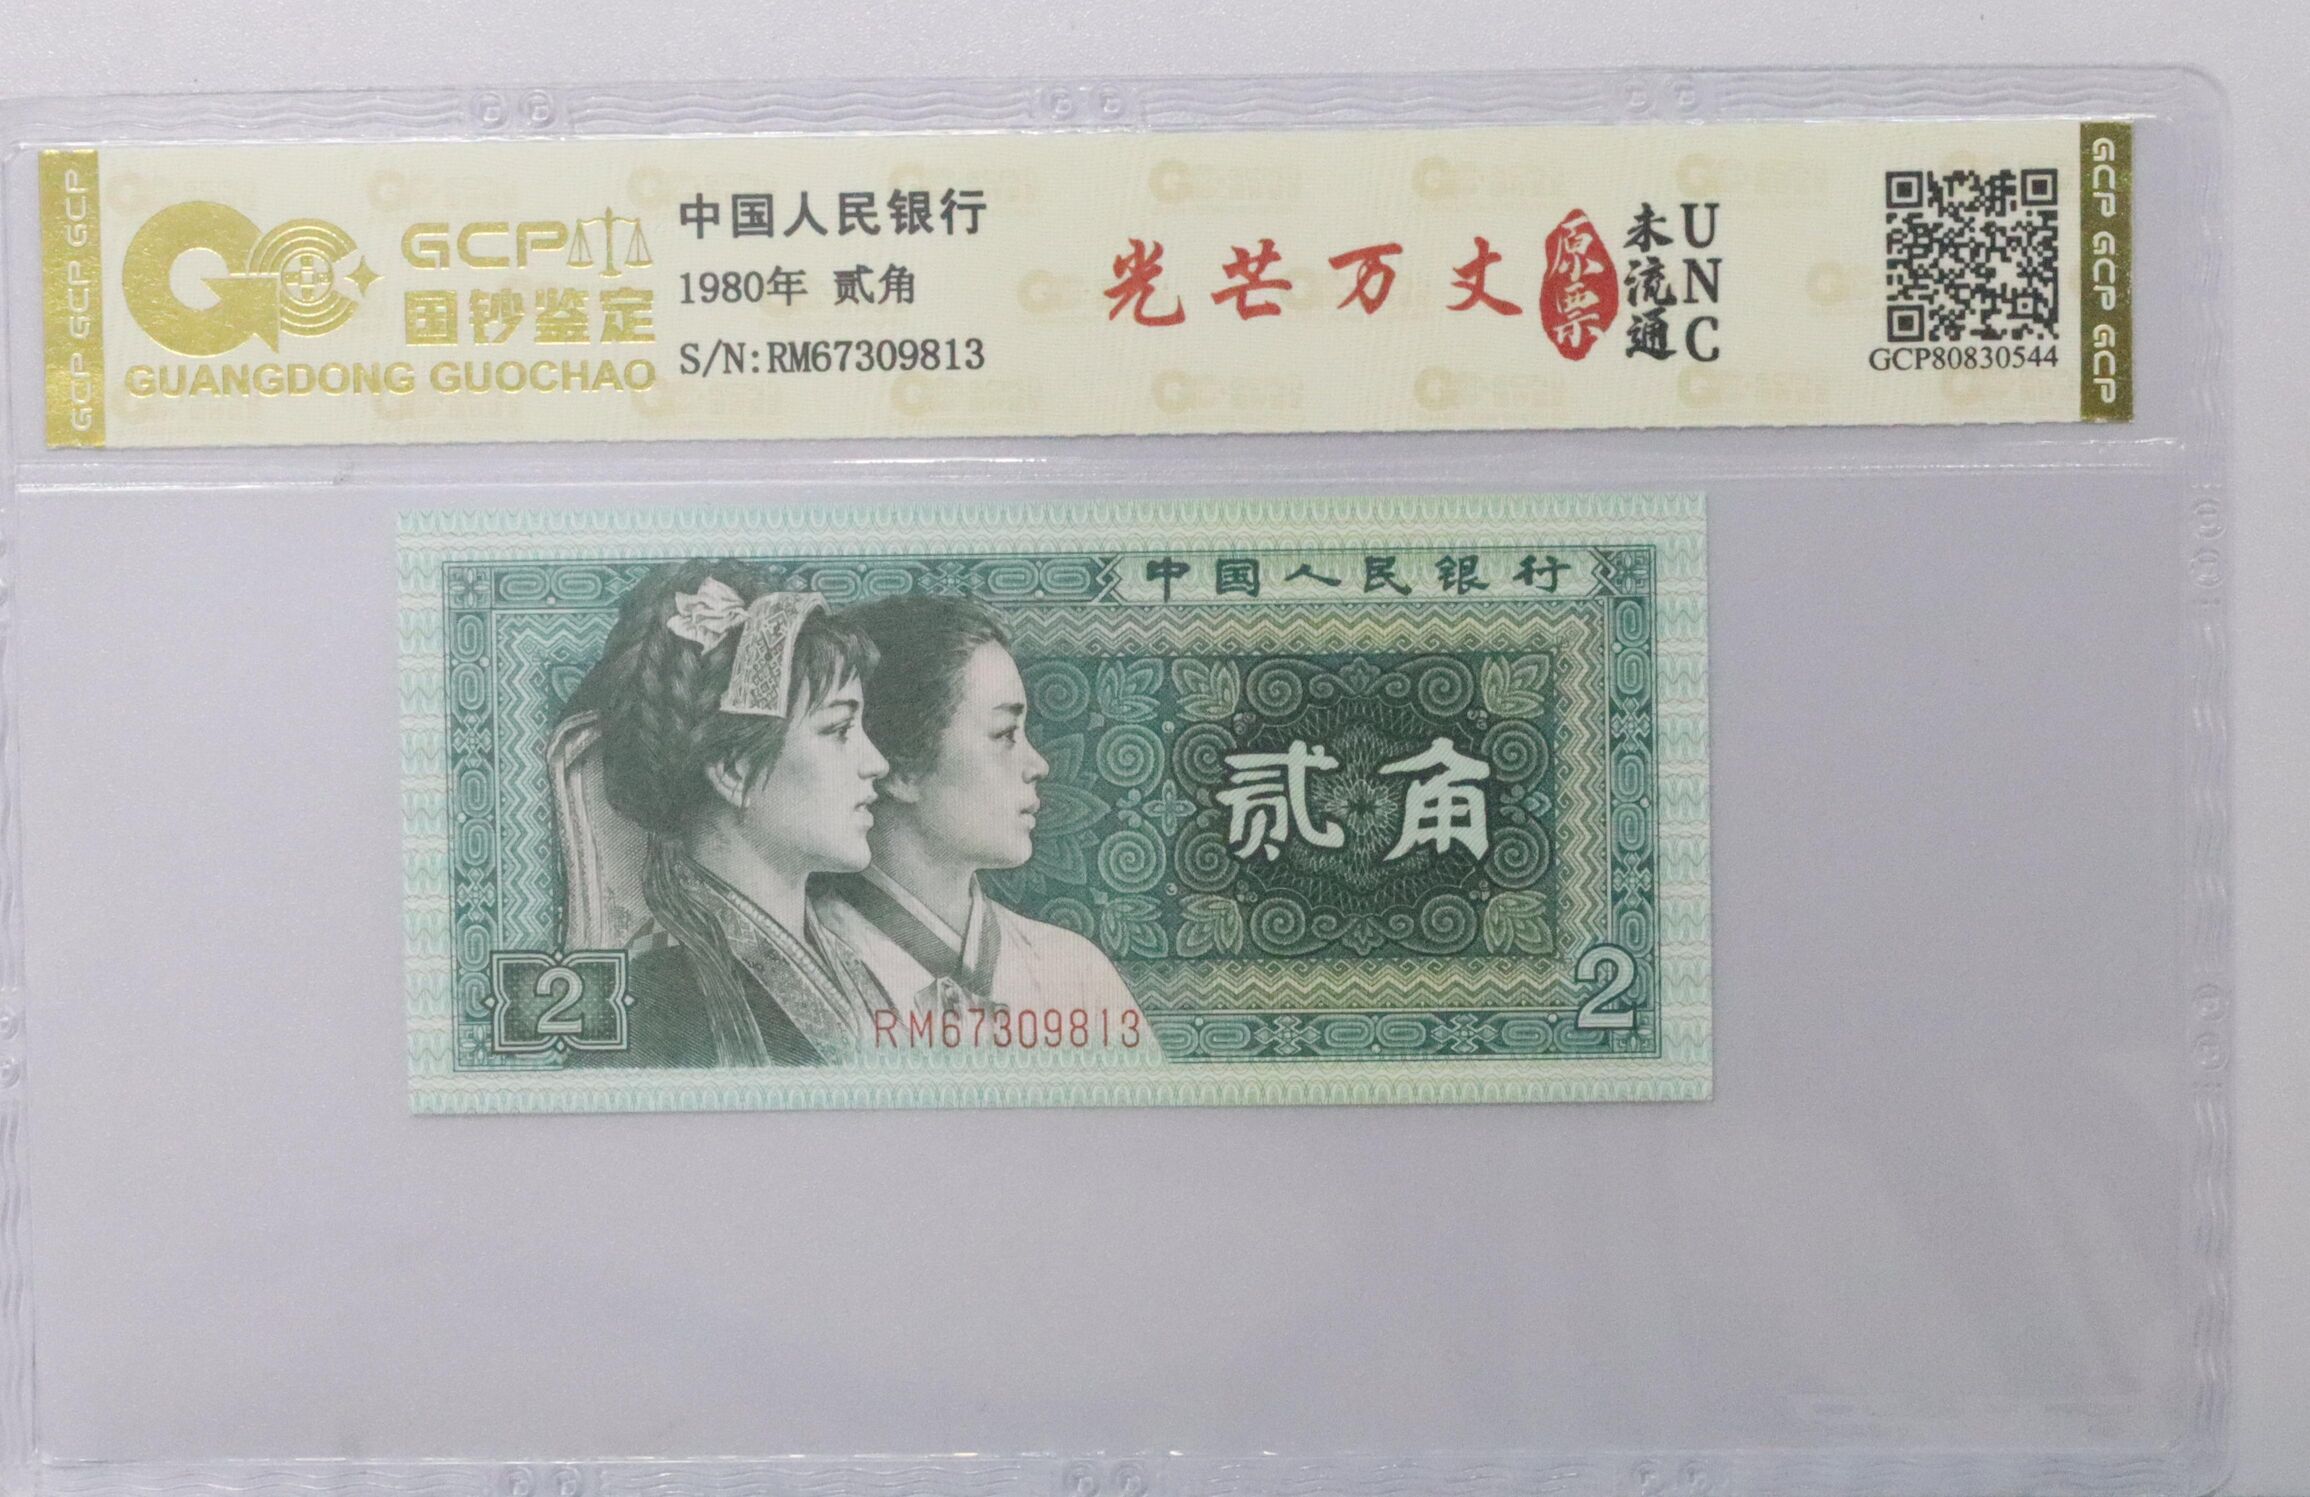 GCP GCP GCP
GCP
国钞鉴定
GUANGDONG GUOCHAO
中国人民银行
1980年 贰角
S/N:RM67309813
光芒万丈
原票
未流通
UNC
GCP80830544
GCP GCP GCP
中国人民银行
贰角
2
2
RM67309813